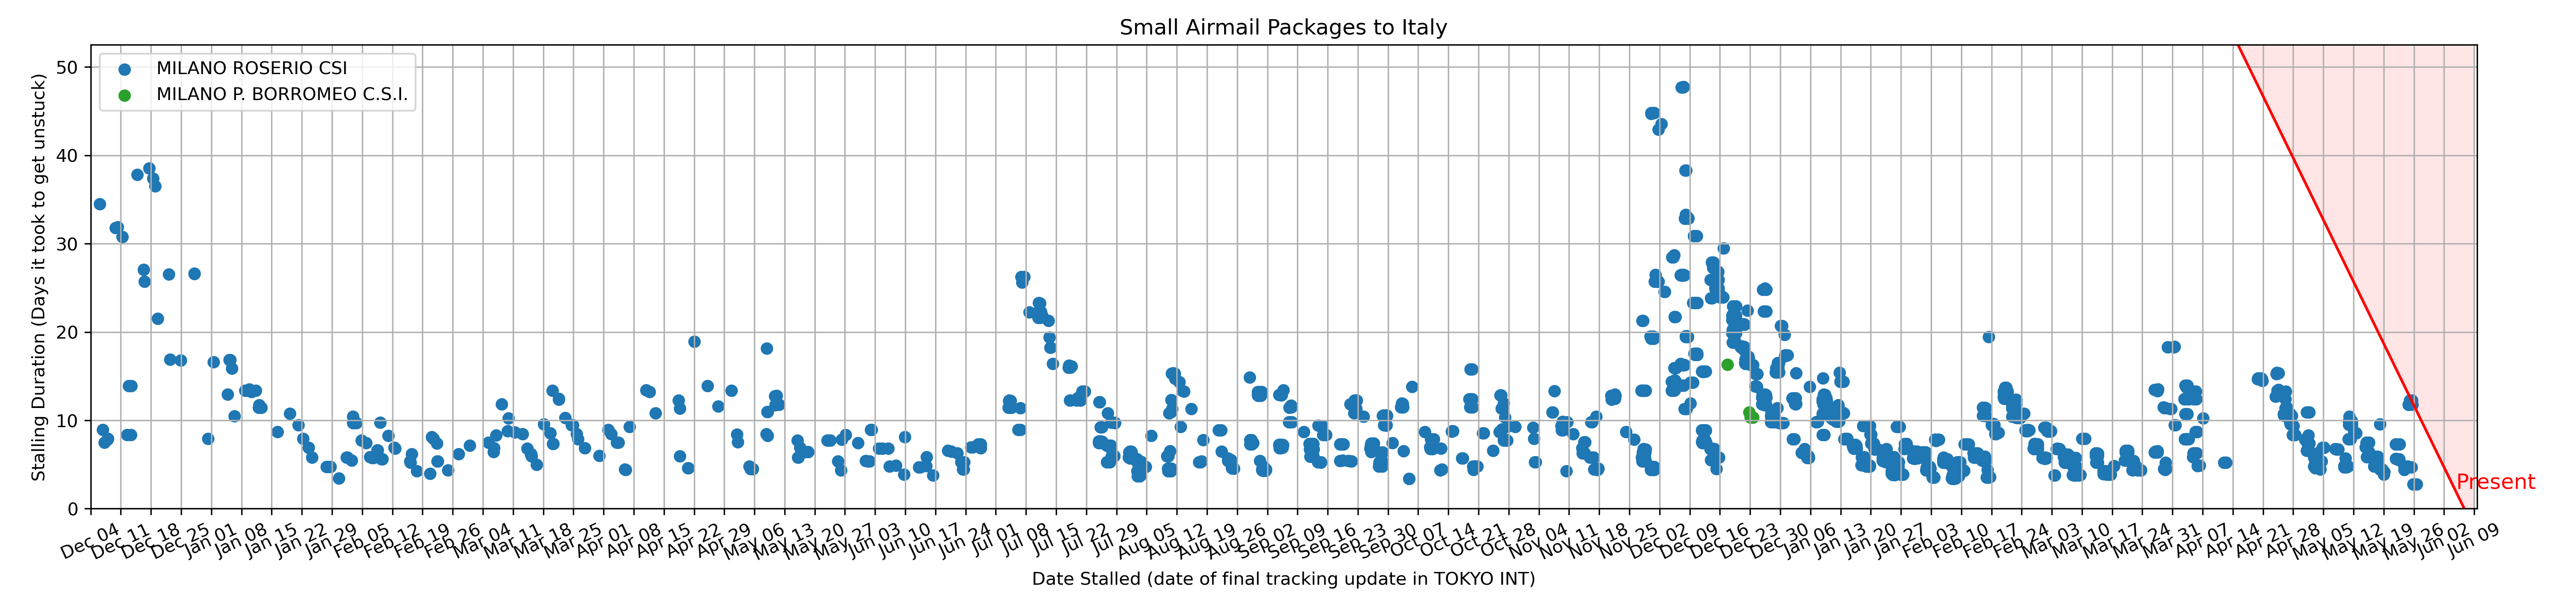 Small Airmail Packages to Italy
MILANO ROSERIO CSI
MILANO P. BORROMEO C.S.I.
Stalling Duration (Days it took to get unstuck)
50
40
30
20
10
0
Present
Dec 04
Dec 11
Dec 18
Dec 25
Jan 01
Jan 08
Jan 15
Jan 22
Jan 29
Feb 05
Feb 12
Feb 19
Feb 26
Mar 04
Mar 11
Mar 18
Mar 25
Apr 01
Apr 08
Apr 15
Apr 22
Apr 29
May 06
May 13
May 20
May 27
Jun 03
Jun 10
Jun 17
Jun 24
Jul 01
Jul 08
Jul 15
Jul 22
Jul 29
Aug 05
Aug 12
Aug 19
Aug 26
Sep 02
Sep 09
Sep 16
Sep 23
Sep 30
Oct 07
Oct 14
Oct 21
Oct 28
Nov 04
Nov 11
Nov 18
Nov 25
Dec 02
Dec 09
Dec 16
Dec 23
Dec 30
Jan 06
Jan 13
Jan 20
Jan 27
Feb 03
Feb 10
Feb 17
Feb 24
Mar 03
Mar 10
Mar 17
Mar 24
Mar 31
Apr 07
Apr 14
Apr 21
Apr 28
May 05
May 12
May 19
May 26
Jun 02
Jun 09
Date Stalled (date of final tracking update in TOKYO INT)